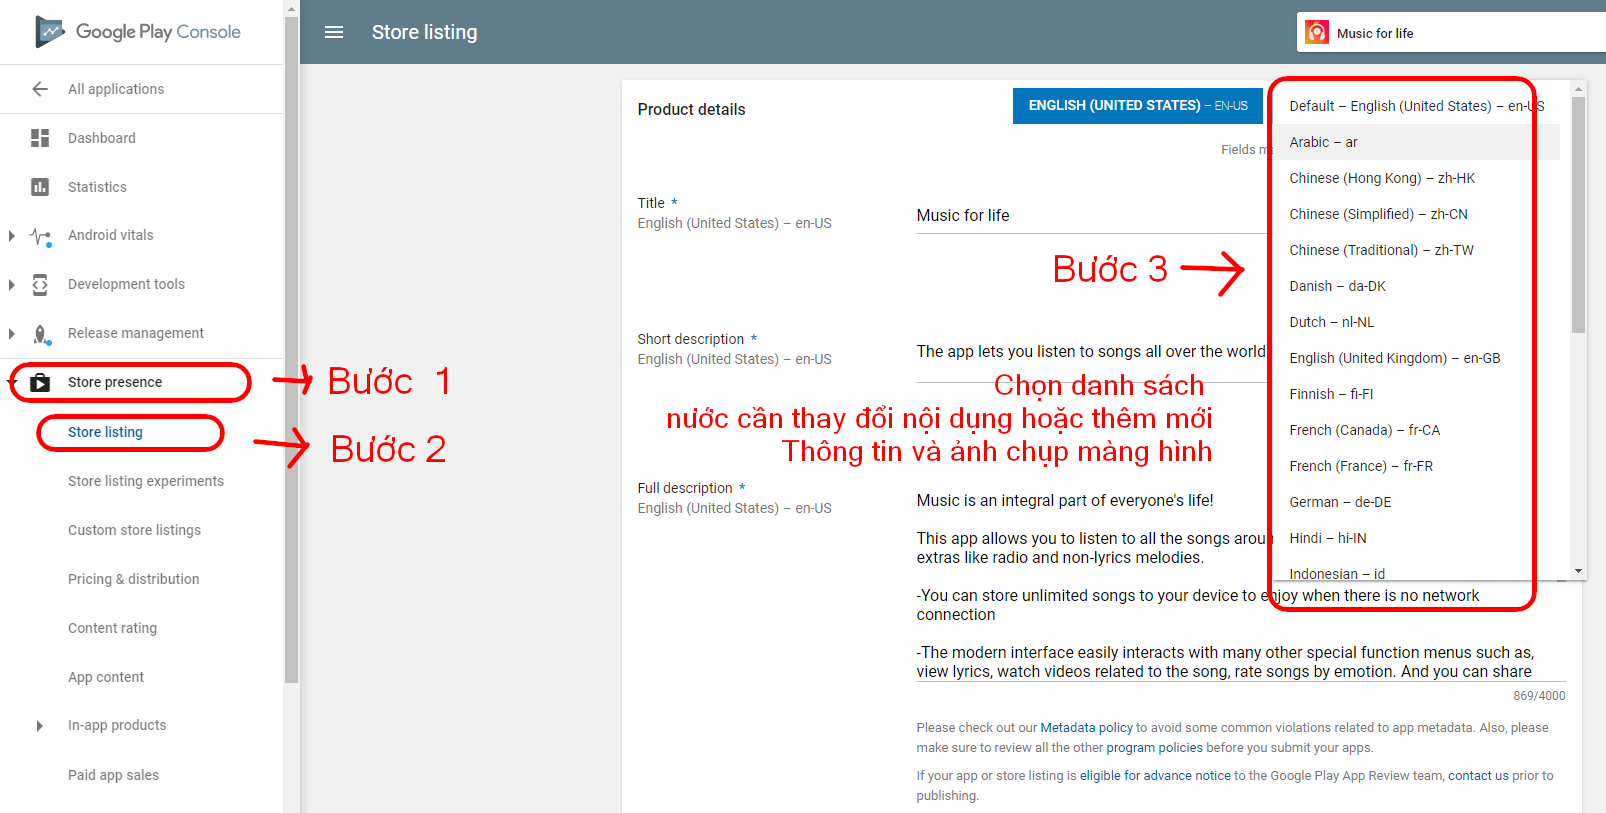 Google Play Console
All applications
Dashboard
Statistics
Android vitals
Development tools
Release management
Store presence
Store listing
Store listing experiments
Custom store listings
Pricing & distribution
Content rating
App content
In-app products
Paid app sales
Bước 1
Bước 2
Store listing
Music for life
Product details
ENGLISH (UNITED STATES) – EN-US
Fields ma
Title *
English (United States) – en-US
Music for life
Bước 3
Short description *
English (United States) – en-US
The app lets you listen to songs all over the world
Chọn danh sách
nước cần thay đổi nội dụng hoặc thêm mới
Thông tin và ảnh chụp màng hình
Full description *
English (United States) – en-US
Music is an integral part of everyone's life!
This app allows you to listen to all the songs aroun
extras like radio and non-lyrics melodies.
-You can store unlimited songs to your device to enjoy when there is no network
connection
-The modern interface easily interacts with many other special function menus such as,
view lyrics, watch videos related to the song, rate songs by emotion. And you can share
869/4000
Please check out our Metadata policy to avoid some common violations related to app metadata. Also, please
make sure to review all the other program policies before you submit your apps.
If your app or store listing is eligible for advance notice to the Google Play App Review team, contact us prior to
publishing.
Default – English (United States) – en-US
Arabic – ar
Chinese (Hong Kong) – zh-HK
Chinese (Simplified) – zh-CN
Chinese (Traditional) – zh-TW
Danish – da-DK
Dutch – nl-NL
English (United Kingdom) – en-GB
Finnish – fi-FI
French (Canada) – fr-CA
French (France) – fr-FR
German – de-DE
Hindi – hi-IN
Indonesian – id